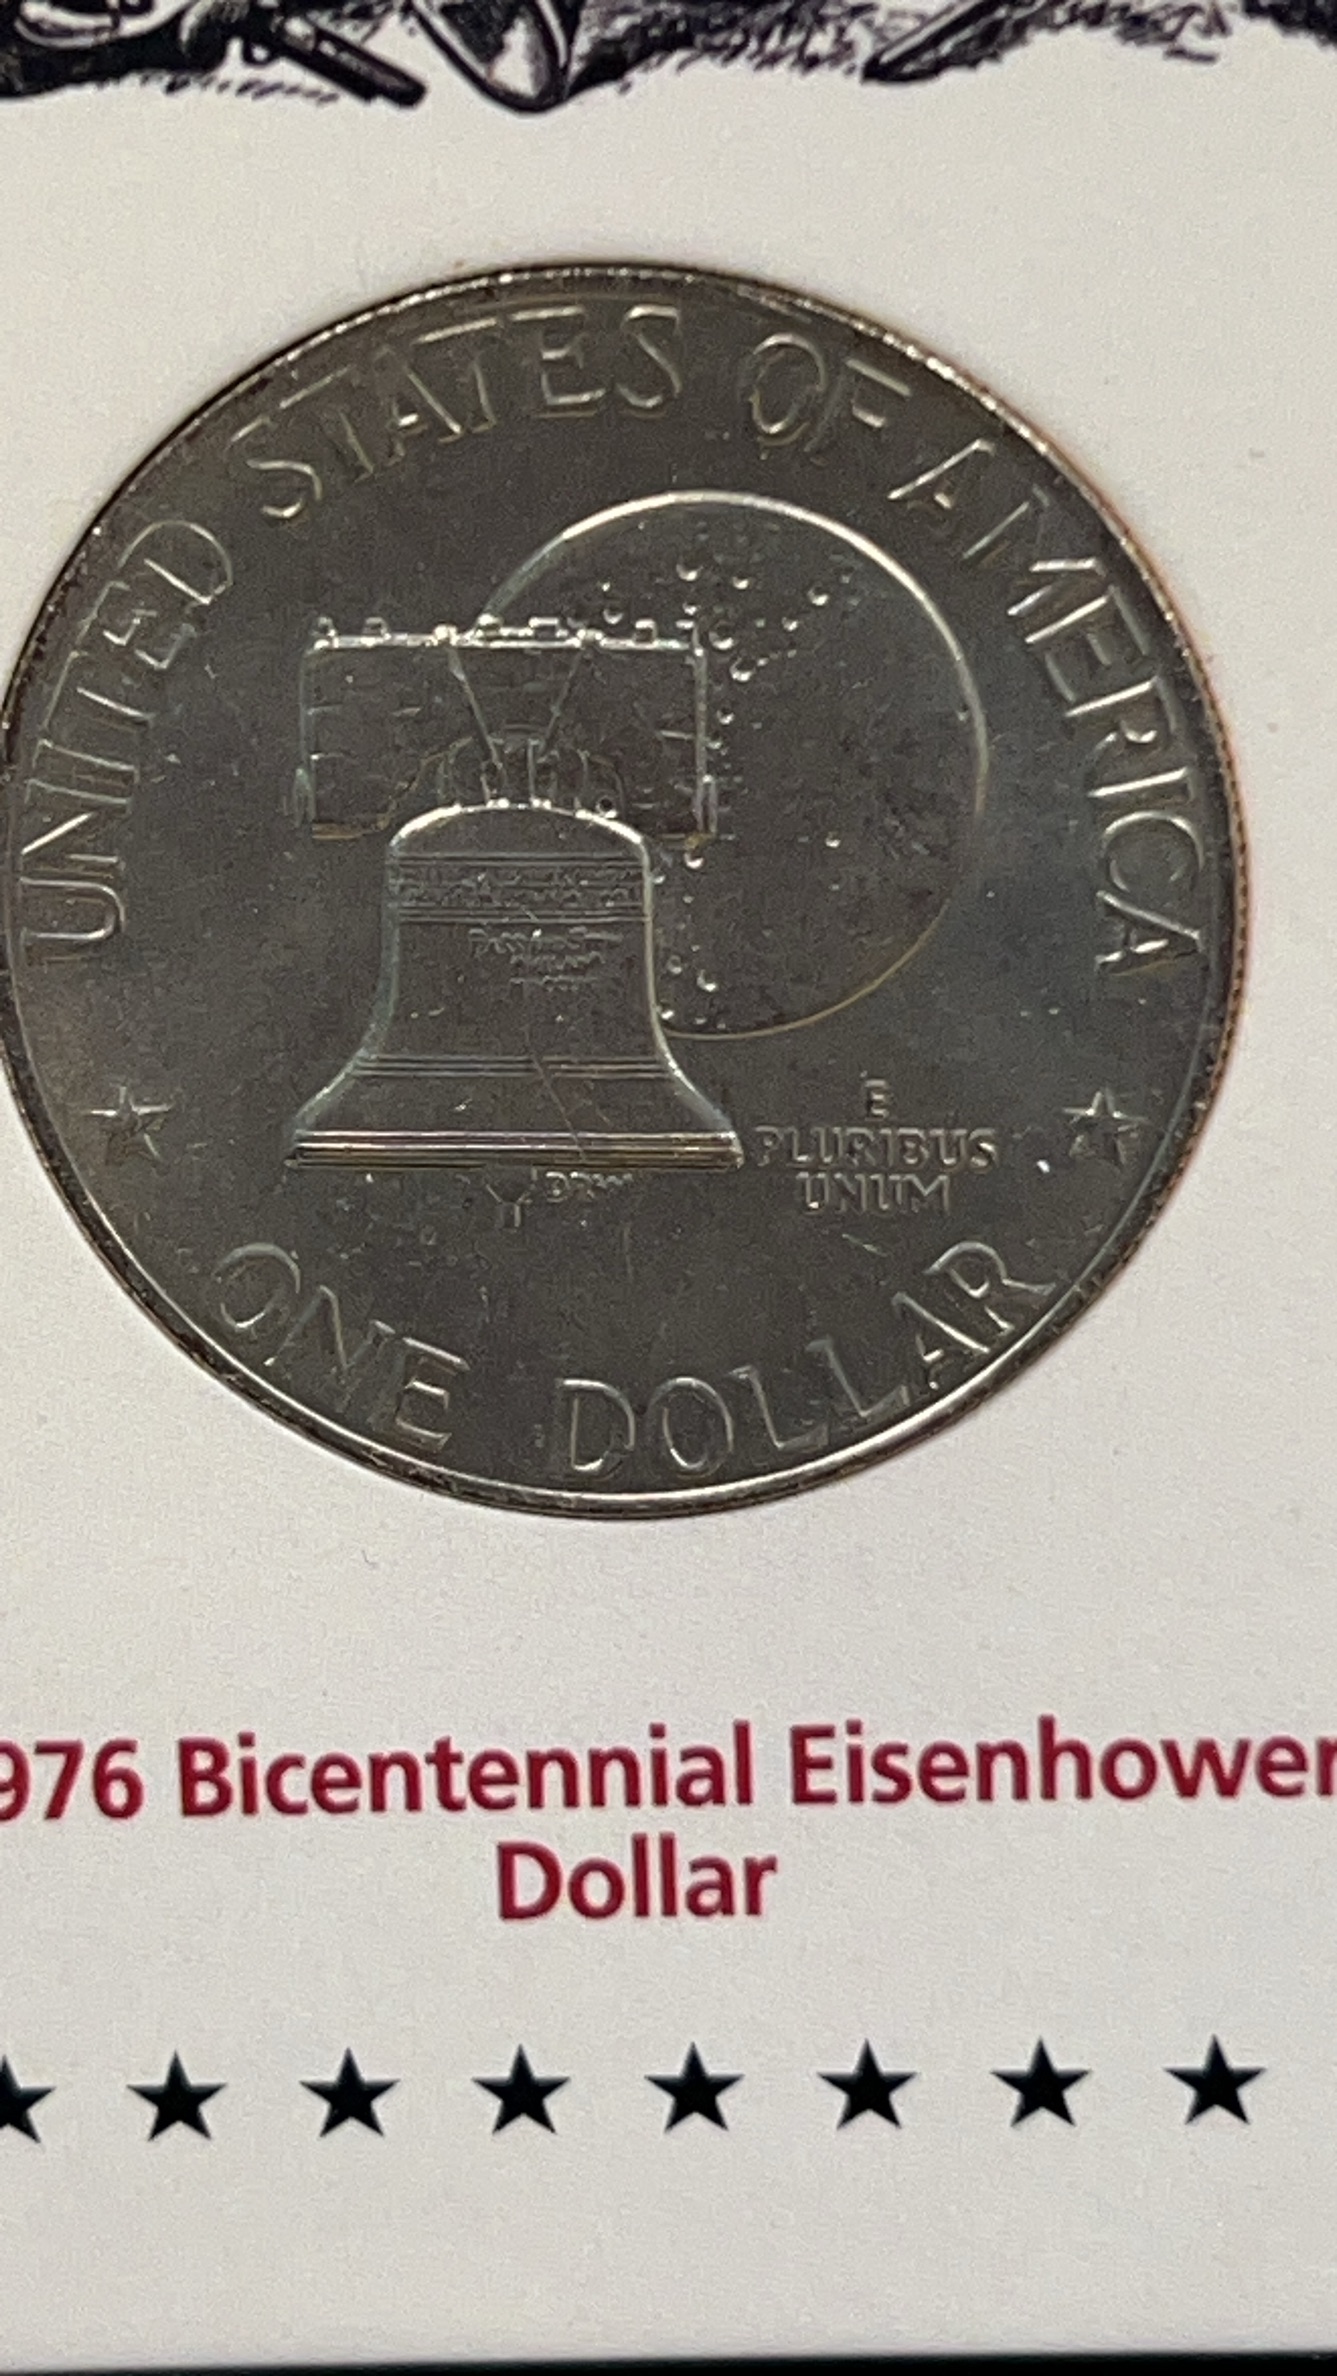 UNITED STATES OF AMERICA
E
PLURIBUS
UNUM
ONE DOLLAR
976 Bicentennial Eisenhower
Dollar